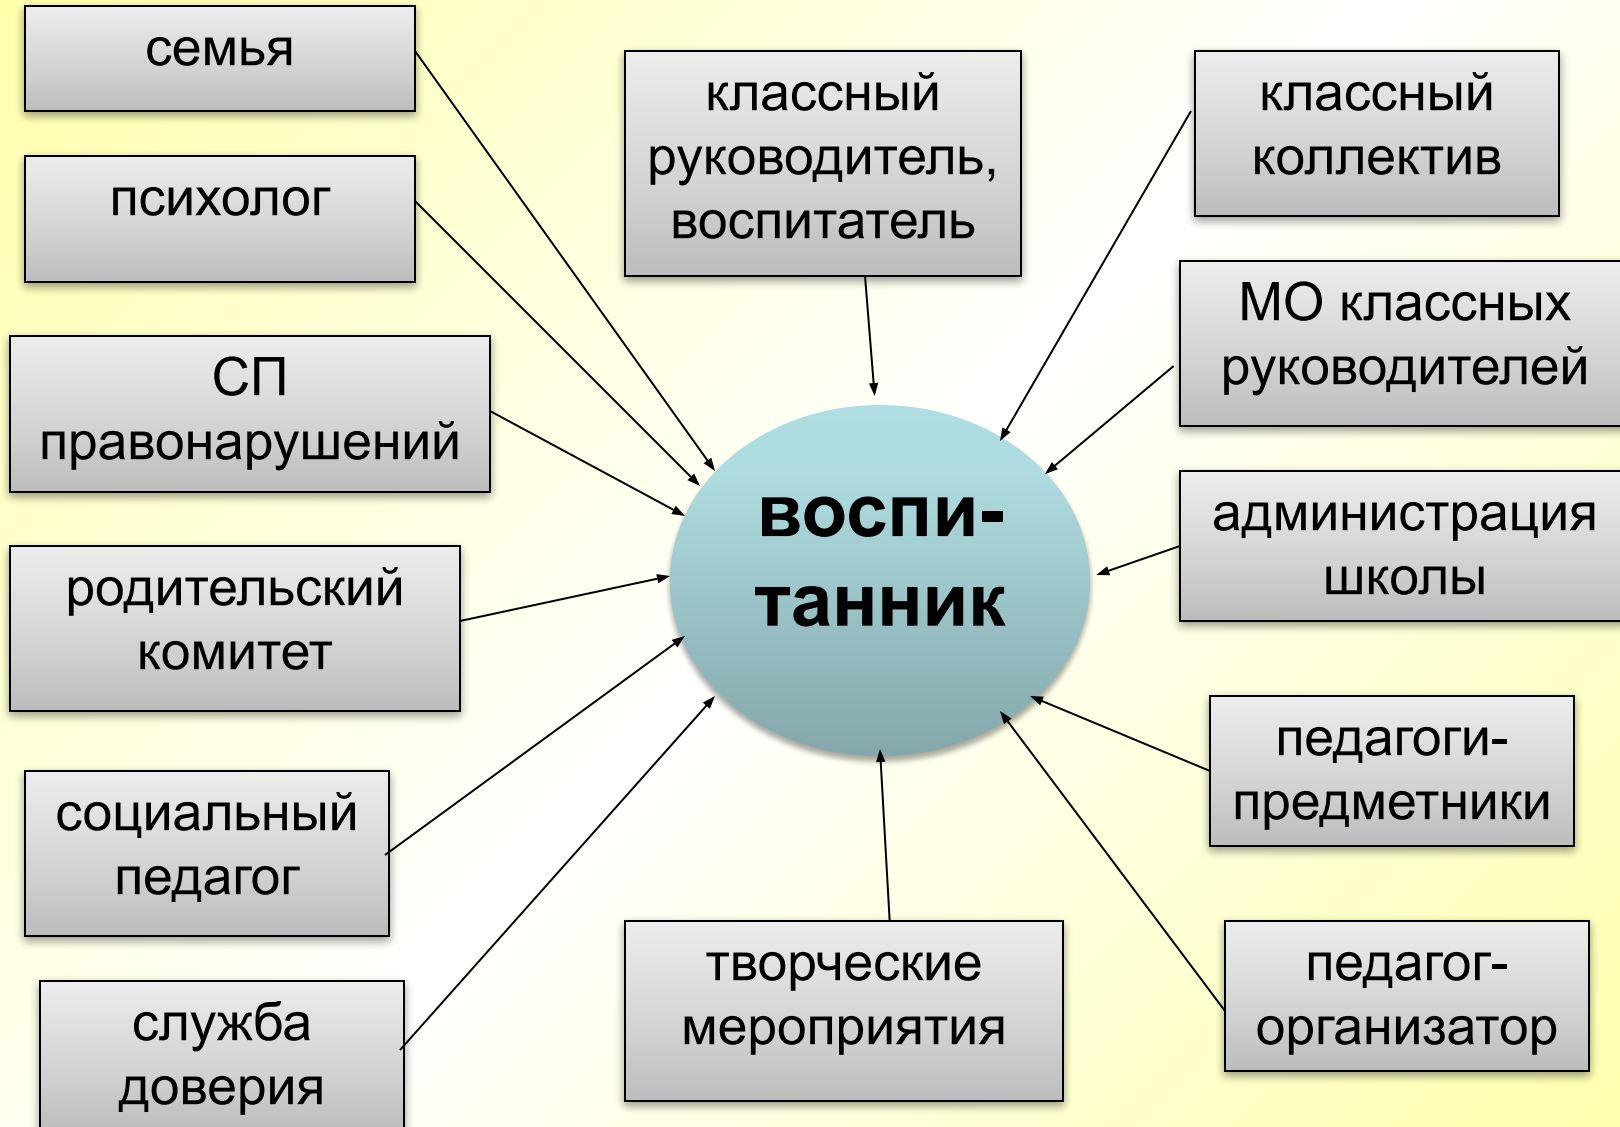 семья
психолог
СП
правонарушений
родительский
комитет
социальный
педагог
служба
доверия
классный
руководитель,
воспитатель
воспи-
танник
творческие
мероприятия
классный
коллектив
МО классных
руководителей
администрация
школы
педагоги-
предметники
педагог-
организатор